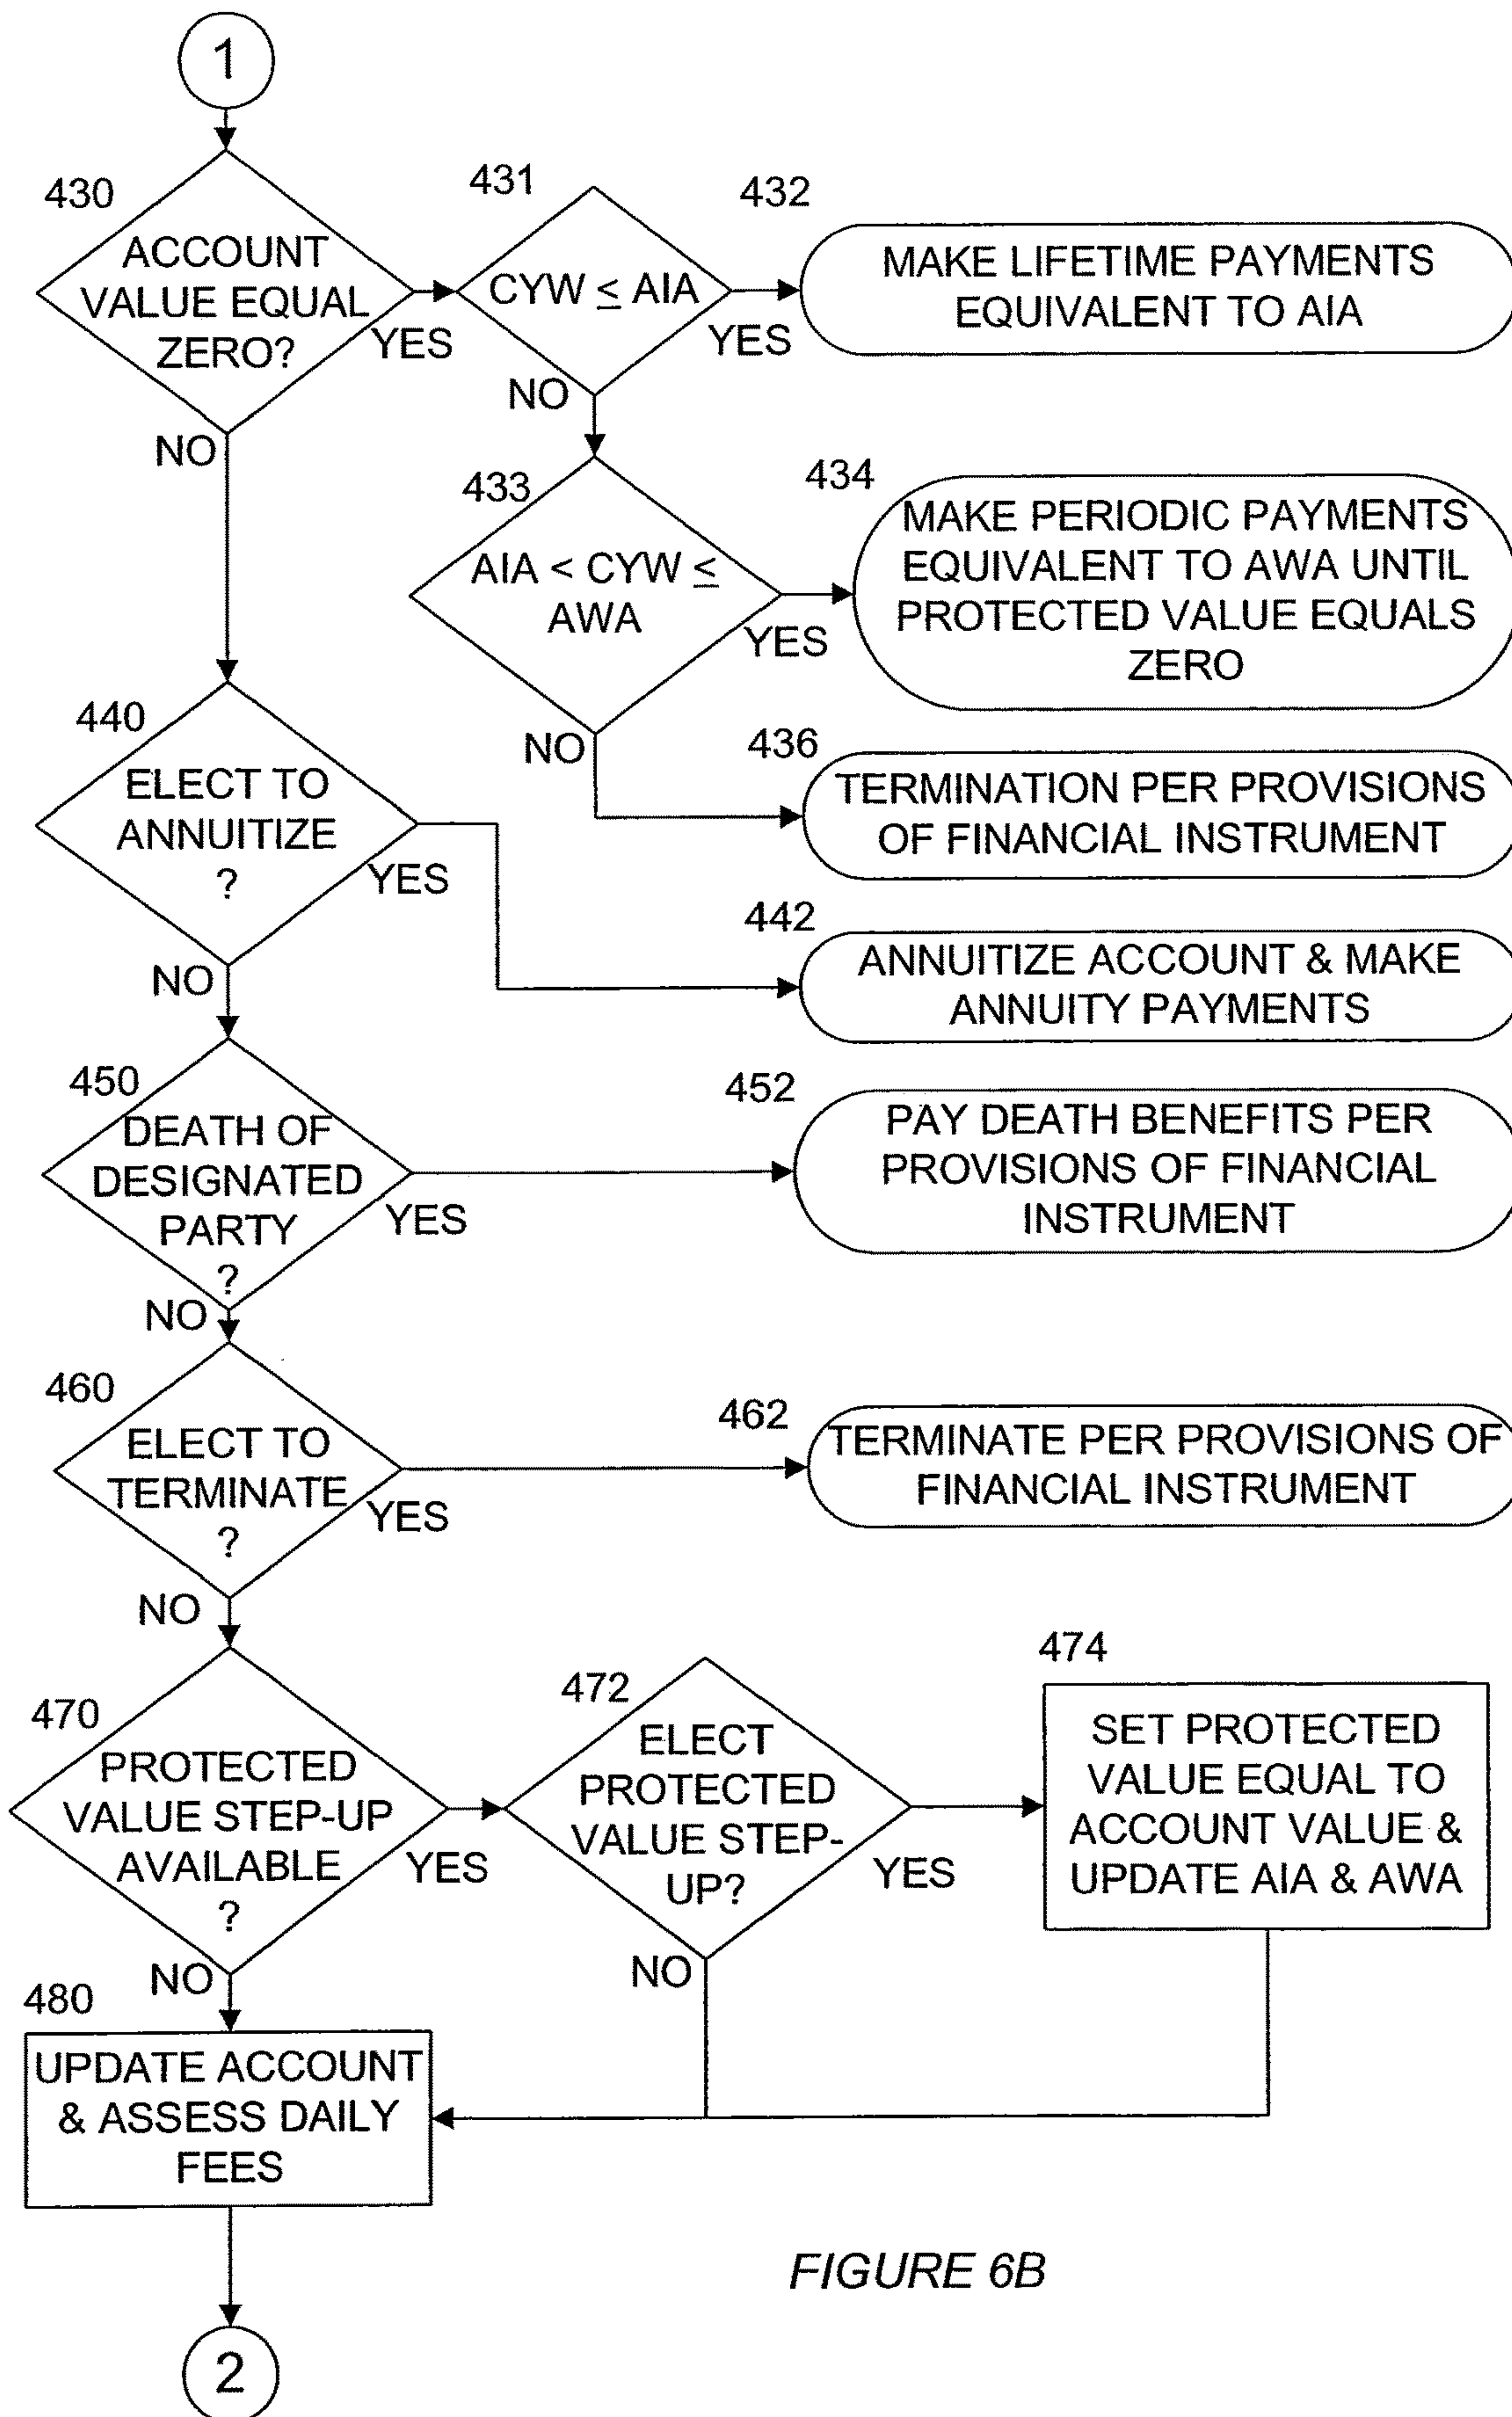 1
430
ACCOUNT
VALUE EQUAL
ZERO?
YES
NO
431
CYW ≤ AIA
YES
NO
432
MAKE LIFETIME PAYMENTS
EQUIVALENT TO AIA
433
AIA < CYW ≤
AWA
YES
NO
434
MAKE PERIODIC PAYMENTS
EQUIVALENT TO AWA UNTIL
PROTECTED VALUE EQUALS
ZERO
436
TERMINATION PER PROVISIONS
OF FINANCIAL INSTRUMENT
440
ELECT TO
ANNUITIZE
?
YES
NO
442
ANNUITIZE ACCOUNT & MAKE
ANNUITY PAYMENTS
450
DEATH OF
DESIGNATED
PARTY
?
YES
NO
452
PAY DEATH BENEFITS PER
PROVISIONS OF FINANCIAL
INSTRUMENT
460
ELECT TO
TERMINATE
?
YES
NO
462
TERMINATE PER PROVISIONS OF
FINANCIAL INSTRUMENT
470
PROTECTED
VALUE STEP-UP
AVAILABLE
?
YES
NO
472
ELECT
PROTECTED
VALUE STEP-
UP?
YES
NO
474
SET PROTECTED
VALUE EQUAL TO
ACCOUNT VALUE &
UPDATE AIA & AWA
480
UPDATE ACCOUNT
& ASSESS DAILY
FEES
FIGURE 6B
2